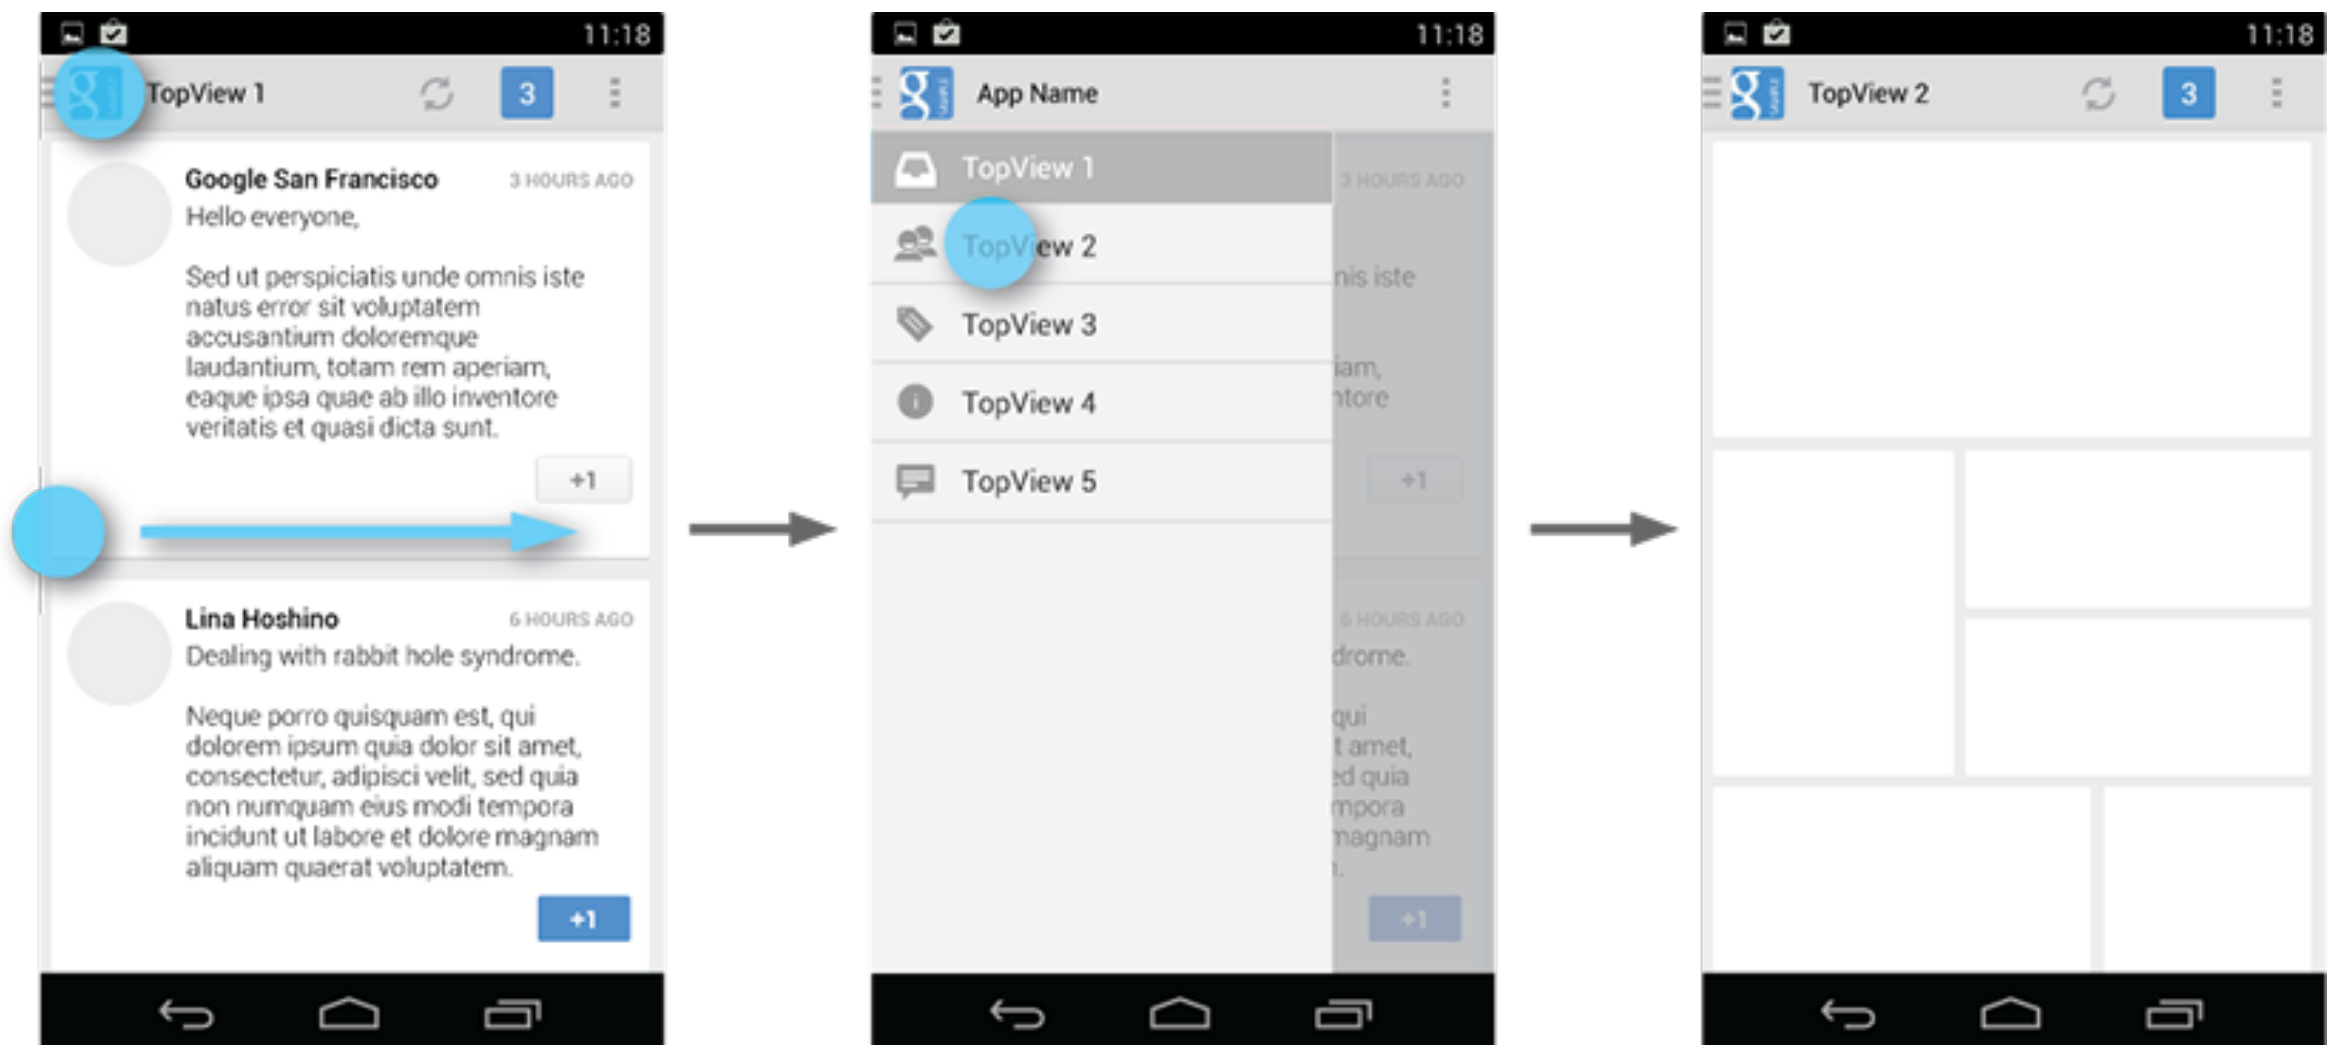 11:18
TopView 1
3
Google San Francisco
3 HOURS AGO
Hello everyone,
Sed ut perspiciatis unde omnis iste
natus error sit voluptatem
accusantium doloremque
laudantium, totam rem aperiam,
eaque ipsa quae ab illo inventore
veritatis et quasi dicta sunt.
+1
Lina Hoshino
6 HOURS AGO
Dealing with rabbit hole syndrome.
Neque porro quisquam est, qui
dolorem ipsum quia dolor sit amet,
consectetur, adipisci velit, sed quia
non numquam eius modi tempora
incidunt ut labore et dolore magnam
aliquam quaerat voluptatem.
+1
11:18
g
App Name
TopView 1
TopView 2
TopView 3
TopView 4
TopView 5
3 HOURS AGO
nis iste
iam,
ntore
+1
6 HOURS AGO
drome.
qui
t amet,
ed quia
mpora
magnam
+1
11:18
g
TopView 2
3